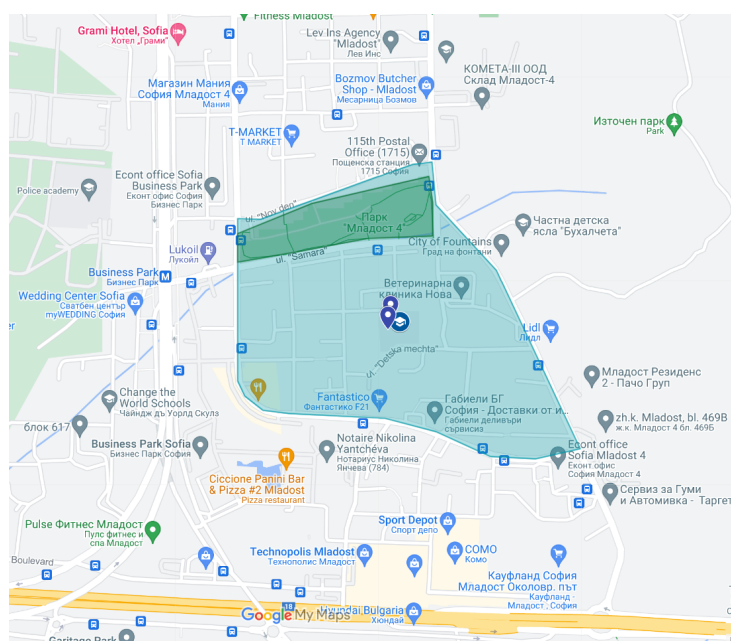 Fitness Mladost
Grami Hotel, Sofia
Хотел „Грами“
Lev Ins Agency
"Mladost"
Лев Инс
КОМЕТА-III ООД
Склад Младост-4
Магазин Мания
София Младост 4
Мания
Bozmov Butcher
Shop - Mladost
Месарница Бозмов
Източен парк
Park
T-MARKET
T MARKET
115th Postal
Office (1715)
Пощенска станция
1715 София
Econt office Sofia
Business Park
Еконт офис София
Бизнес Парк
Police academy
ul. "Nov den"
Парк
"Младост 4"
Частна детска
ясла "Бухалчета"
City of Fountains
Град на фонтани
Lukoil
Лукойл
ul. "Samara"
Business Park
Бизнес Парк
M
Ветеринарна
клиника Нова
Wedding Center Sofia
Сватбен център
myWEDDING София
Lidl
Лидл
ul. "Detska mechta"
Младост Резиденс
2 - Пачо Груп
Change the
World Schools
Чайндж дъ Уорлд Скулз
Fantastico
Фантастико F21
Габиели БГ
София - Доставки от и...
Габиели деливъри
сървисиз
zh.k. Mladost, bl. 469B
ж.к. Младост 4 бл. 469Б
блок 617
Business Park Sofia
Бизнес Парк София
Notaire Nikolina
Yantchéva
Нотариус Николина
Янчева (784)
Econt office
Sofia Mladost 4
Еконт офис
София Младост 4
Ciccione Panini Bar
& Pizza #2 Mladost
Pizza restaurant
Сервиз за Гуми
и Автомивка - Таргет
Pulse Фитнес Младост
Пулс фитнес и
спа Младост
Sport Depot
Спорт депо
Boulevard
Technopolis Mladost
Технополис Младост
COMO
Комо
Кауфланд София
Младост Околовр. път
Кауфланд -
Младост , София
18
Google My Maps
Hyundai Bulgaria
Хюндай
Garitage Park